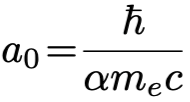 a₀ = ℏ / (αmₑc)